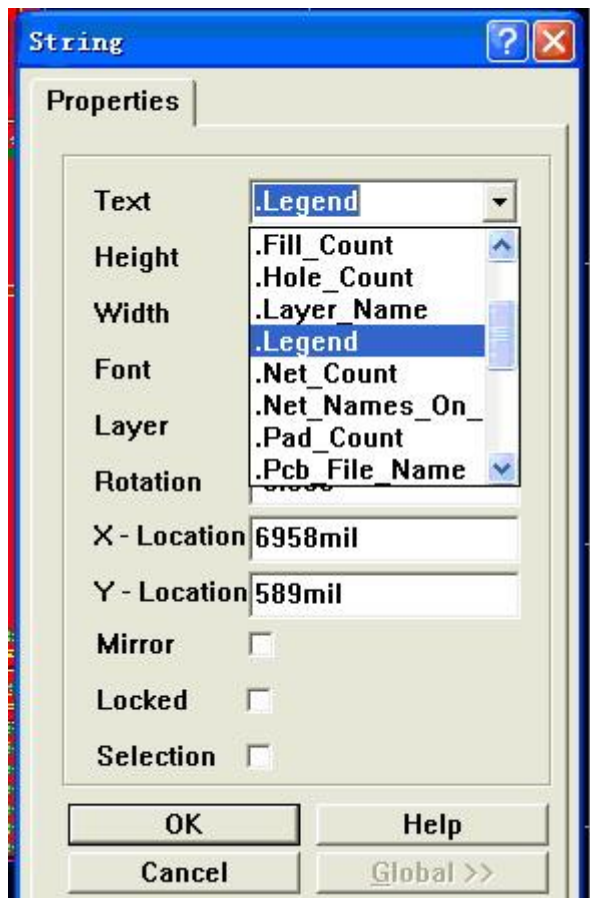 String
Properties
Text .Legend
.Fill_Count
Height
.Hole_Count
Width .Layer_Name
.Legend
Font .Net_Count
.Net_Names_On_
Layer .Pad_Count
Rotation .Pcb_File_Name
X - Location 6958mil
Y - Location 589mil
Mirror
Locked
Selection
OK Help
Cancel Global >>